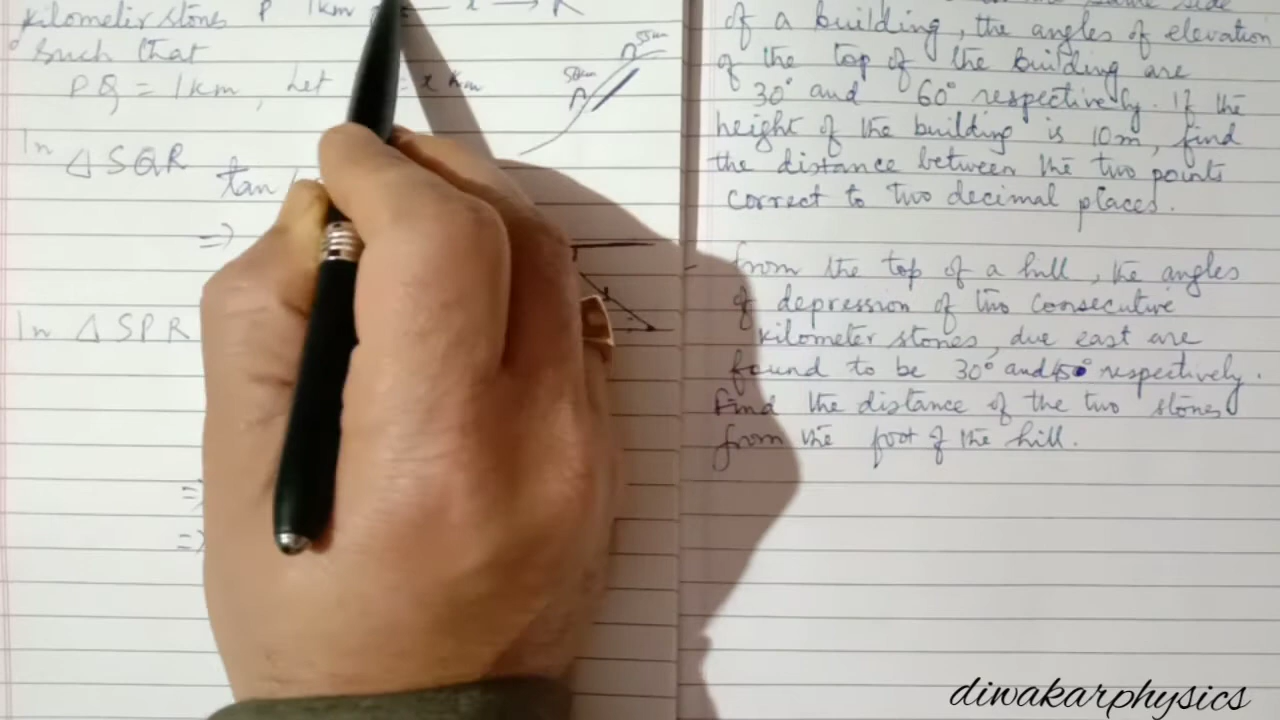 kilometer stones P 1km x R
such that
PQ = 1km, Let = x km
In △SQR
tan
=>
In △SPR
=>
=>
50km
55km
same side
of a building, the angles of elevation
of the top of the building are
30° and 60° respectively. If the
height of the building is 10m, find
the distance between the two points
correct to two decimal places.
from the top of a hill, the angles
of depression of two consecutive
kilometer stones, due east are
found to be 30° and 45° respectively.
Find the distance of the two stones
from the foot of the hill.
diwakarphysics